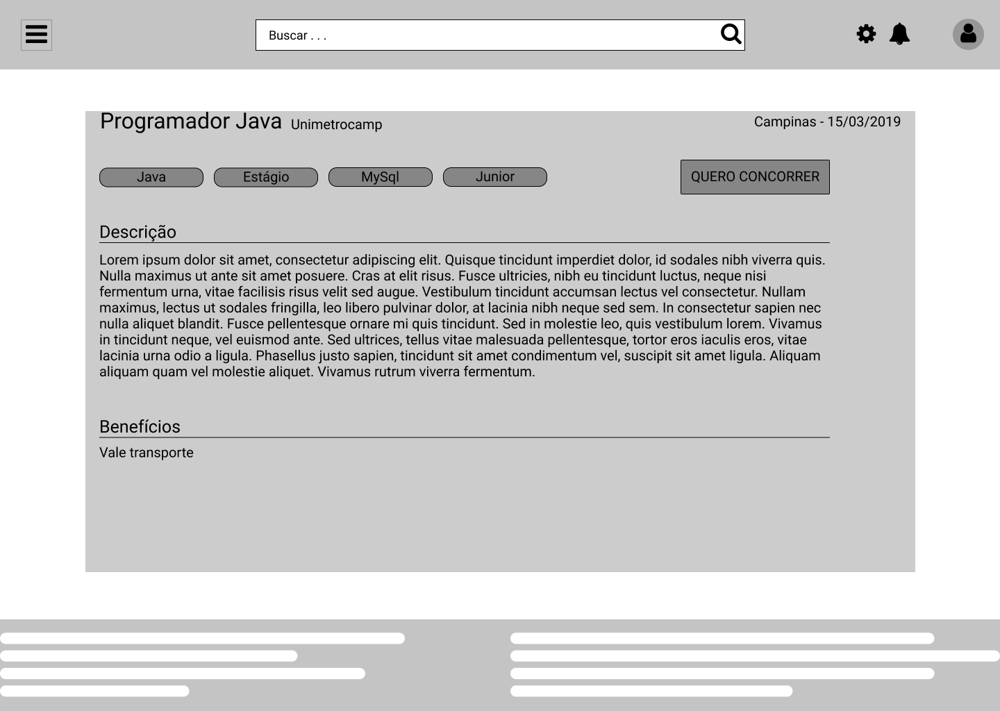 Buscar . . .
Programador Java Unimetrocamp Campinas - 15/03/2019
Java Estágio MySql Junior QUERO CONCORRER
Descrição
Lorem ipsum dolor sit amet, consectetur adipiscing elit. Quisque tincidunt imperdiet dolor, id sodales nibh viverra quis.
Nulla maximus ut ante sit amet posuere. Cras at elit risus. Fusce ultricies, nibh eu tincidunt luctus, neque nisi
fermentum urna, vitae facilisis risus velit sed augue. Vestibulum tincidunt accumsan lectus vel consectetur. Nullam
maximus, lectus ut sodales fringilla, leo libero pulvinar dolor, at lacinia nibh neque sed sem. In consectetur sapien nec
nulla aliquet blandit. Fusce pellentesque ornare mi quis tincidunt. Sed in molestie leo, quis vestibulum lorem. Vivamus
in tincidunt neque, vel euismod ante. Sed ultrices, tellus vitae malesuada pellentesque, tortor eros iaculis eros, vitae
lacinia urna odio a ligula. Phasellus justo sapien, tincidunt sit amet condimentum vel, suscipit sit amet ligula. Aliquam
aliquam quam vel molestie aliquet. Vivamus rutrum viverra fermentum.
Benefícios
Vale transporte